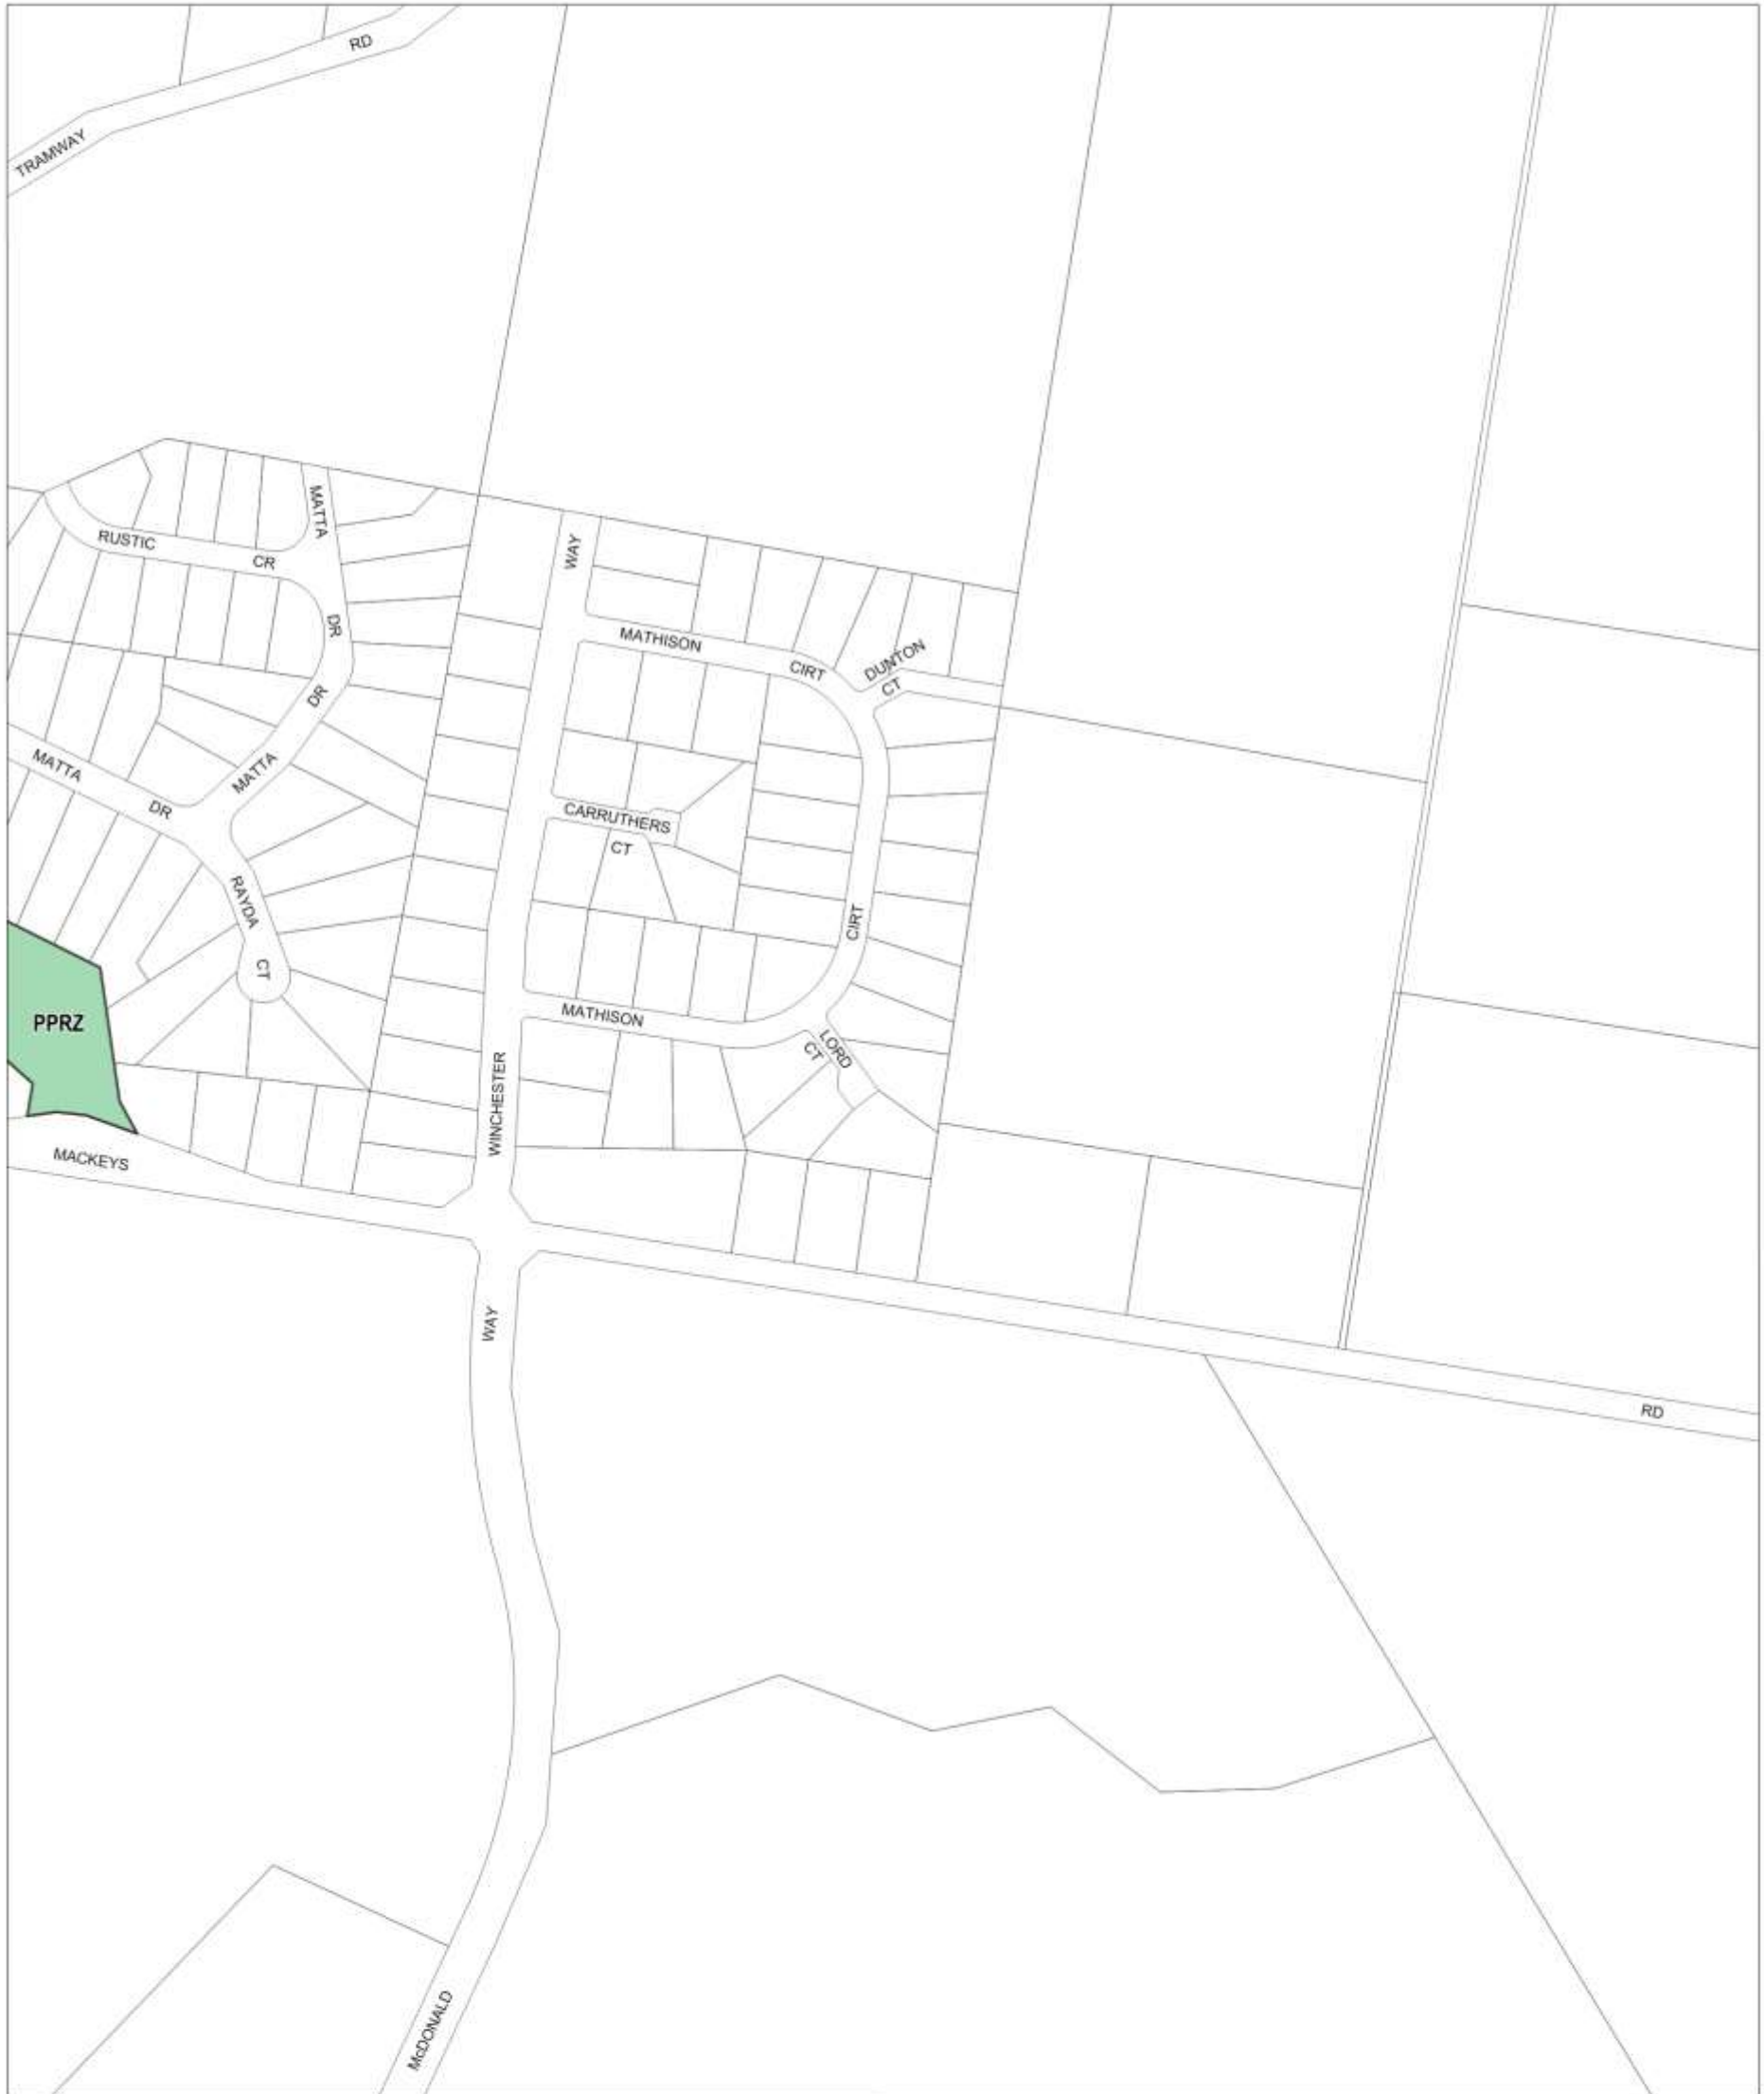 RD
TRAMWAY
MATTA
RUSTIC
CR
WAY
DR
MATHISON
CIRT
DUNTON
CT
DR
MATTA
MATTA
DR
CARRUTHERS
CT
RAYDA
CIRT
CT
PPRZ
MATHISON
LORD
CT
WINCHESTER
MACKEYS
WAY
RD
McDONALD